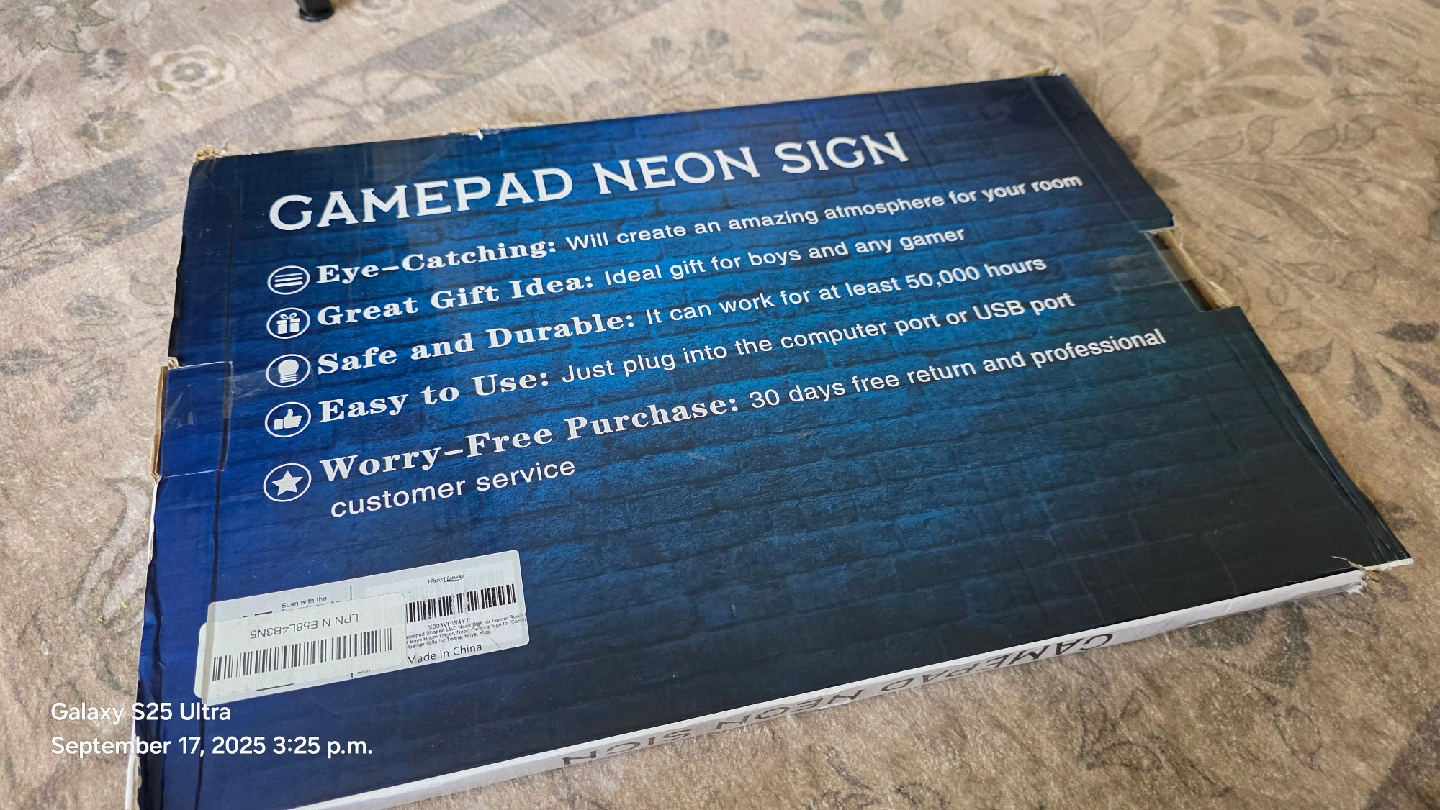 GAMEPAD NEON SIGN
Eye-Catching: Will create an amazing atmosphere for your room
Great Gift Idea: Ideal gift for boys and any gamer
Safe and Durable: It can work for at least 50,000 hours
Easy to Use: Just plug into the computer port or USB port
Worry-Free Purchase: 30 days free return and professional
customer service
Scan with the
Made in China
GAMEPAD NEON SIGN
Galaxy S25 Ultra
September 17, 2025 3:25 p.m.